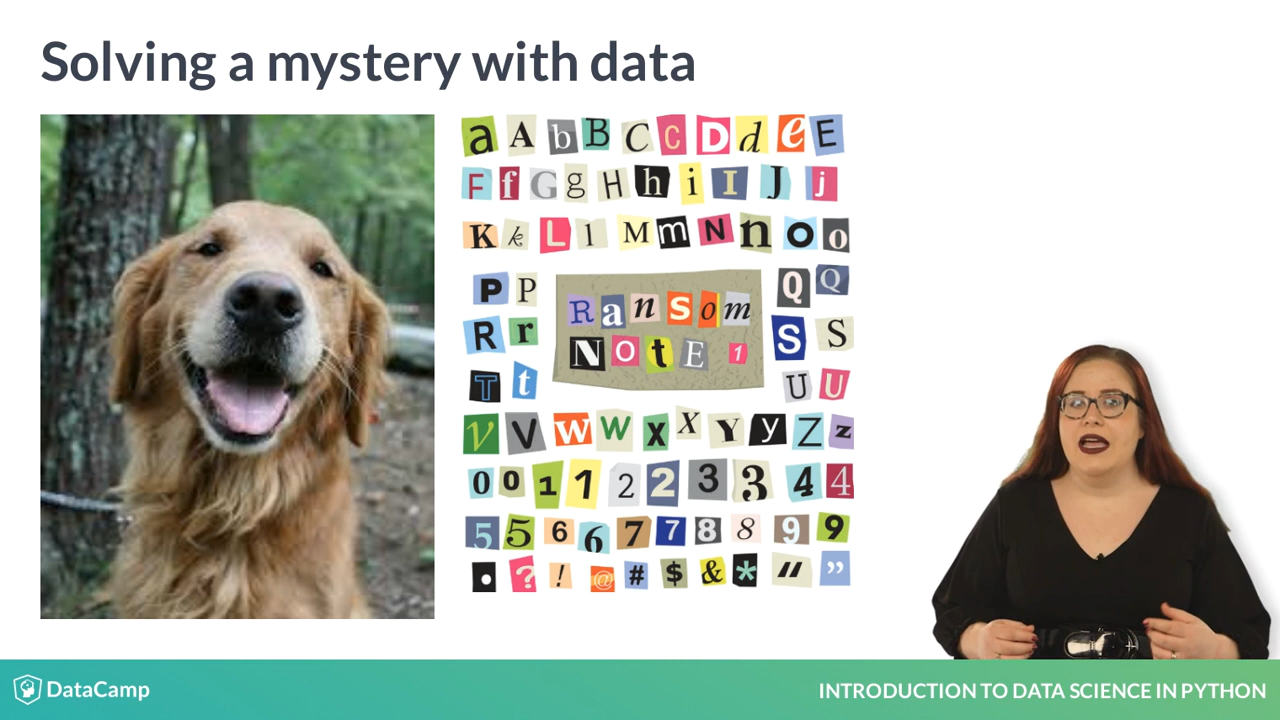 Solving a mystery with data
a A b B C C D d e E
F f G g H h i I J j
K k L l M m N n O o
P P Q Q
Ransom
R r S S
NOTE 1
T t U U
V V W W X X Y y Z z
0 0 1 1 2 2 3 3 4 4
5 5 6 6 7 7 8 8 9 9
. ? ! @ # $ & * “ ”
DataCamp
INTRODUCTION TO DATA SCIENCE IN PYTHON